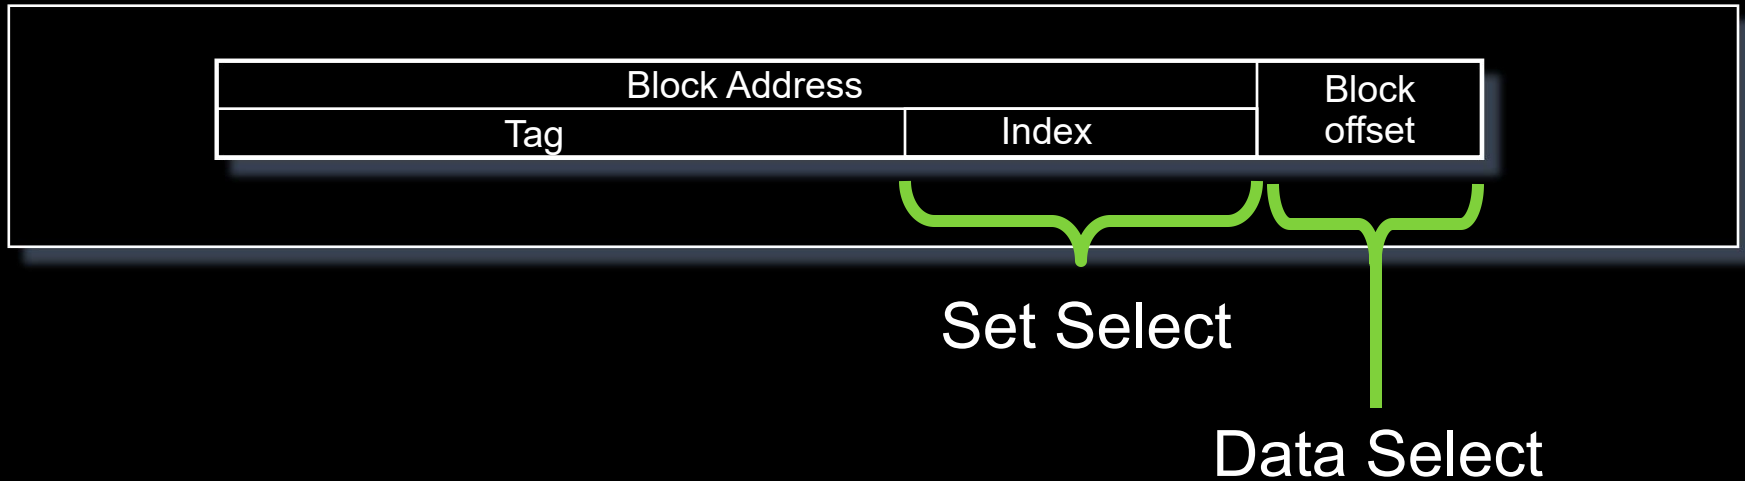 Block Address
Block
offset
Tag
Index
Set Select
Data Select